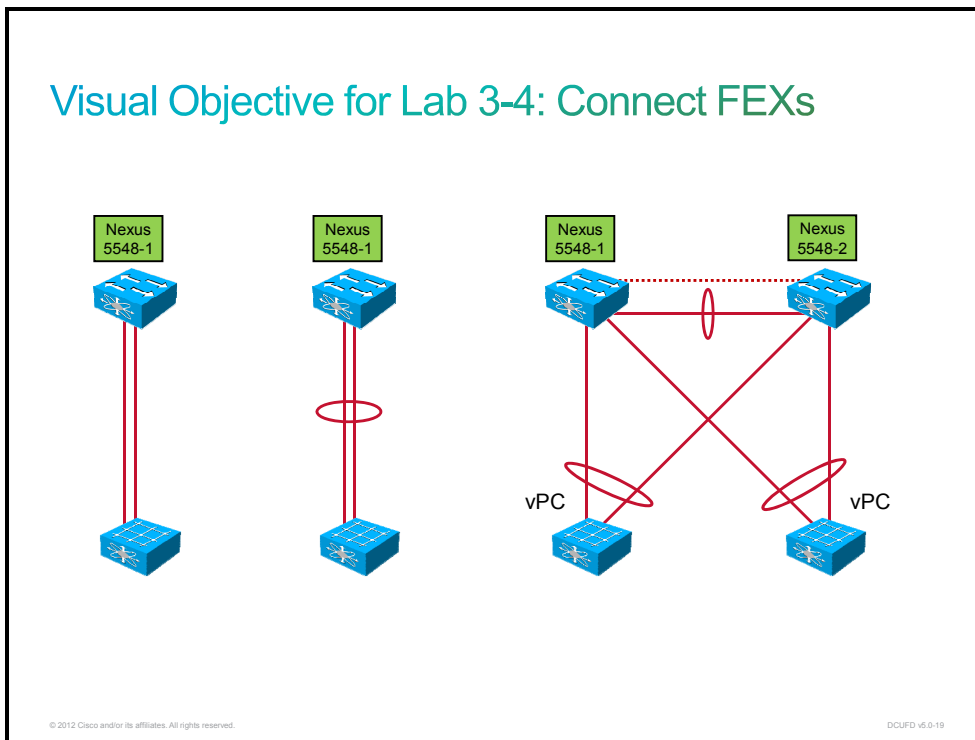 Visual Objective for Lab 3-4: Connect FEXs
Nexus
5548-1
Nexus
5548-1
Nexus
5548-1
Nexus
5548-2
vPC
vPC
© 2012 Cisco and/or its affiliates. All rights reserved.
DCUFD v5.0-19